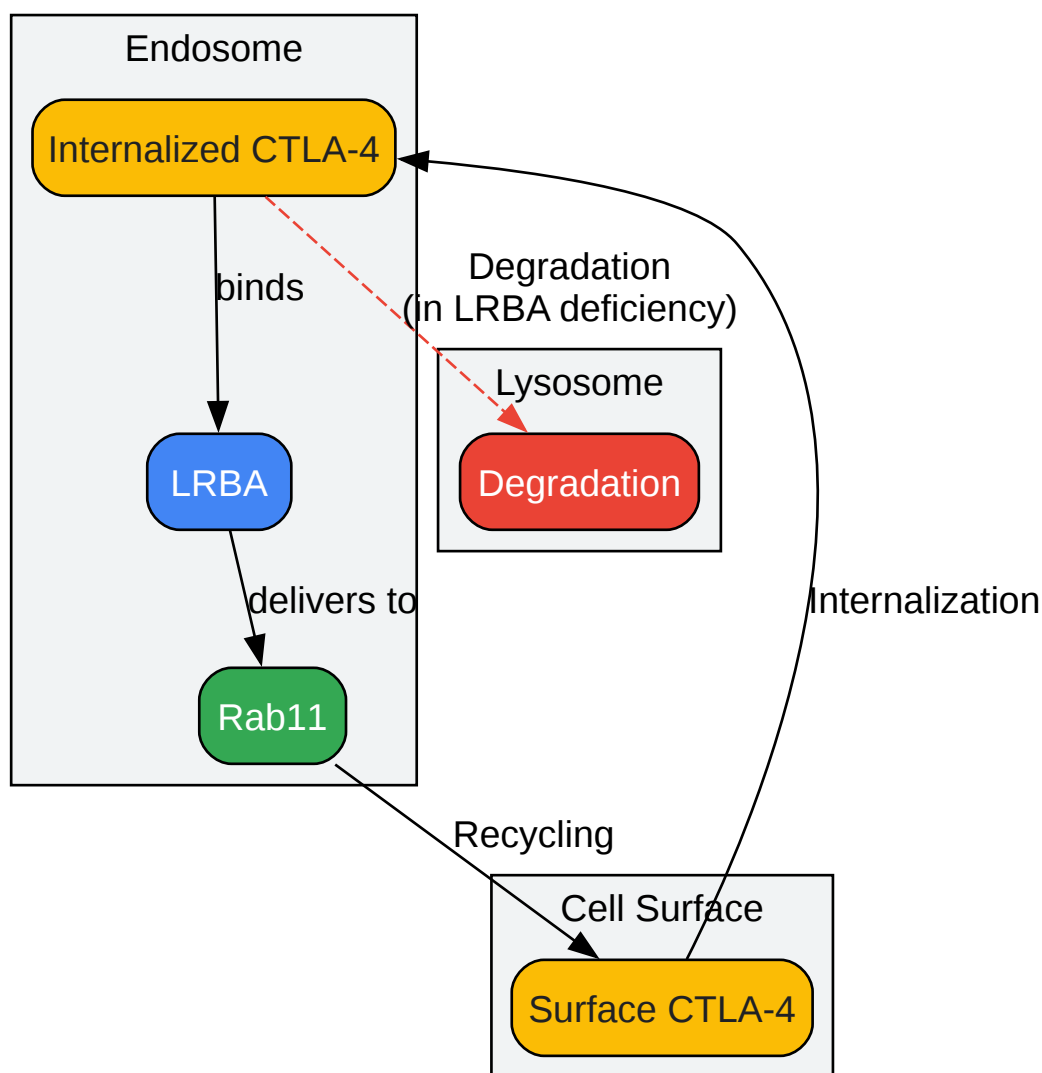 Endosome
Internalized CTLA-4
binds
Degradation
(in LRBA deficiency)
Lysosome
LRBA
Degradation
delivers to
Internalization
Rab11
Recycling
Cell Surface
Surface CTLA-4